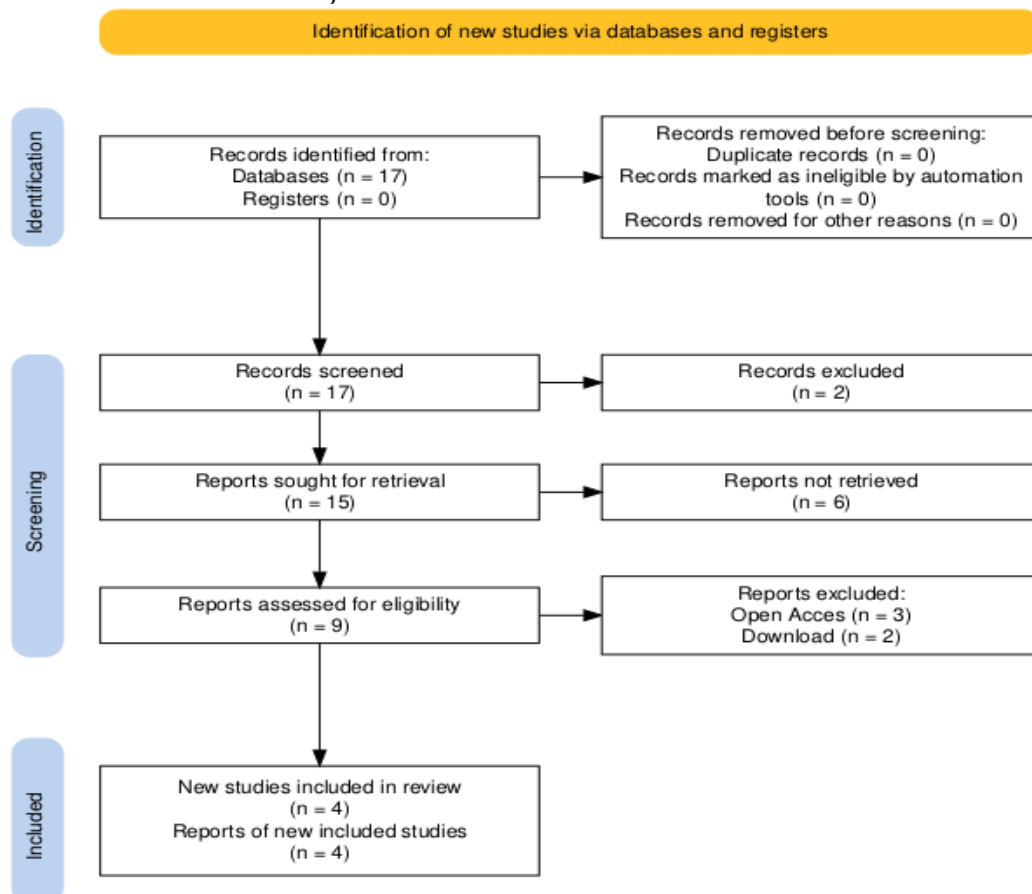 Identification of new studies via databases and registers
Identification
Records identified from:
Databases (n = 17)
Registers (n = 0)
Records removed before screening:
Duplicate records (n = 0)
Records marked as ineligible by automation
tools (n = 0)
Records removed for other reasons (n = 0)
Screening
Records screened
(n = 17)
Records excluded
(n = 2)
Reports sought for retrieval
(n = 15)
Reports not retrieved
(n = 6)
Reports assessed for eligibility
(n = 9)
Reports excluded:
Open Acces (n = 3)
Download (n = 2)
Included
New studies included in review
(n = 4)
Reports of new included studies
(n = 4)